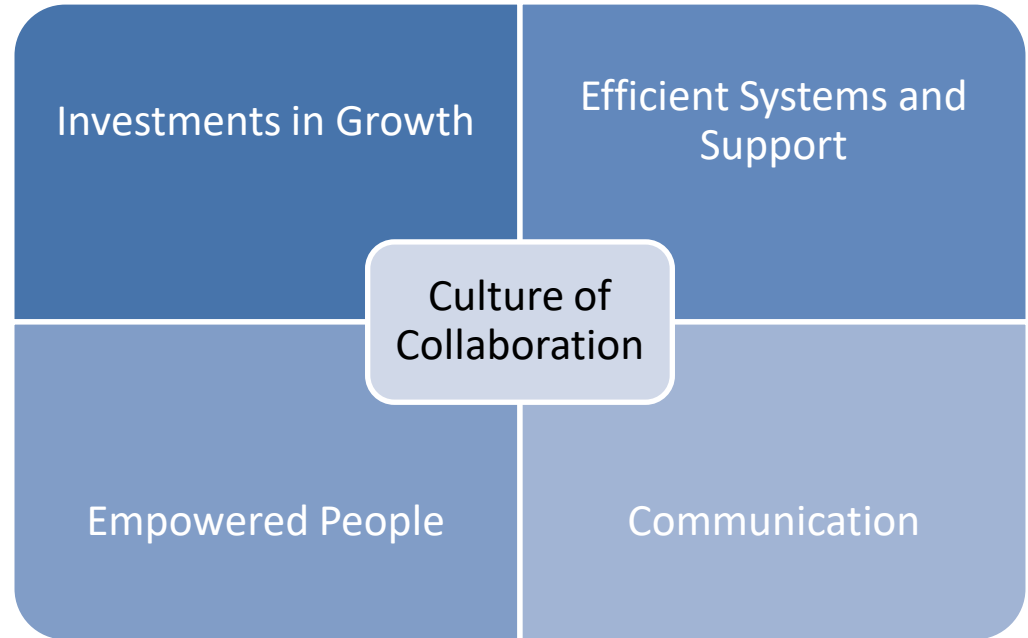 Investments in Growth
Efficient Systems and
Support
Culture of
Collaboration
Empowered People
Communication